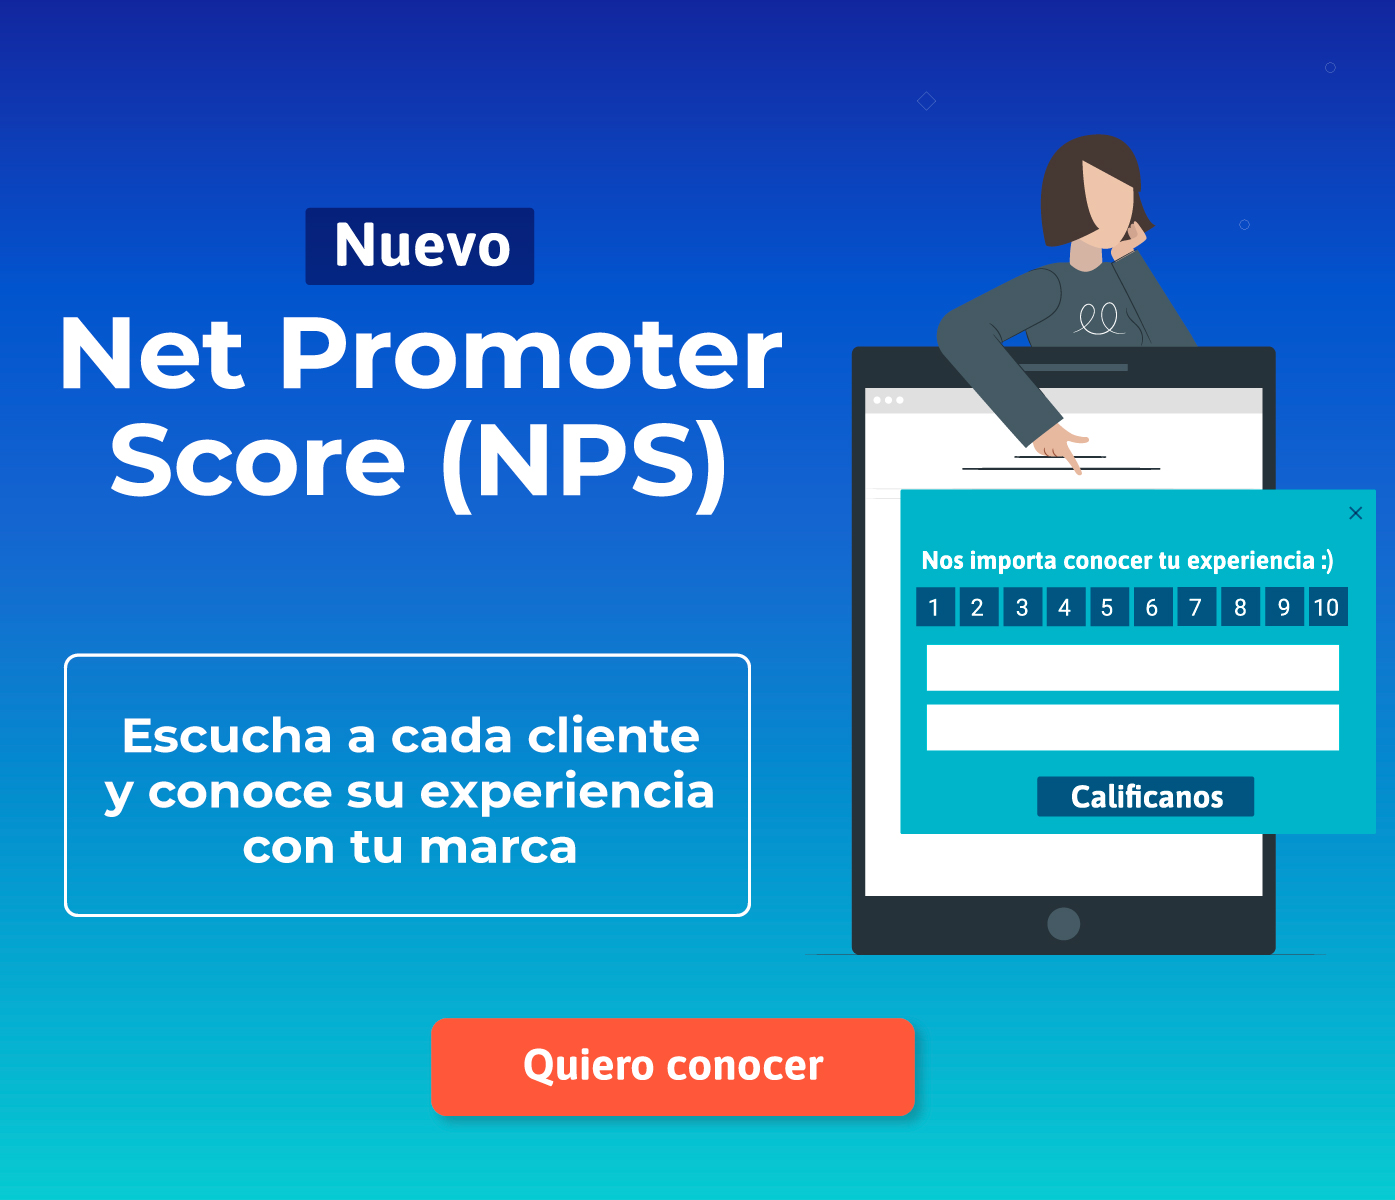 Nuevo
Net Promoter
Score (NPS)
Escucha a cada cliente
y conoce su experiencia
con tu marca
Nos importa conocer tu experiencia :)
1 2 3 4 5 6 7 8 9 10
Calificanos
Quiero conocer